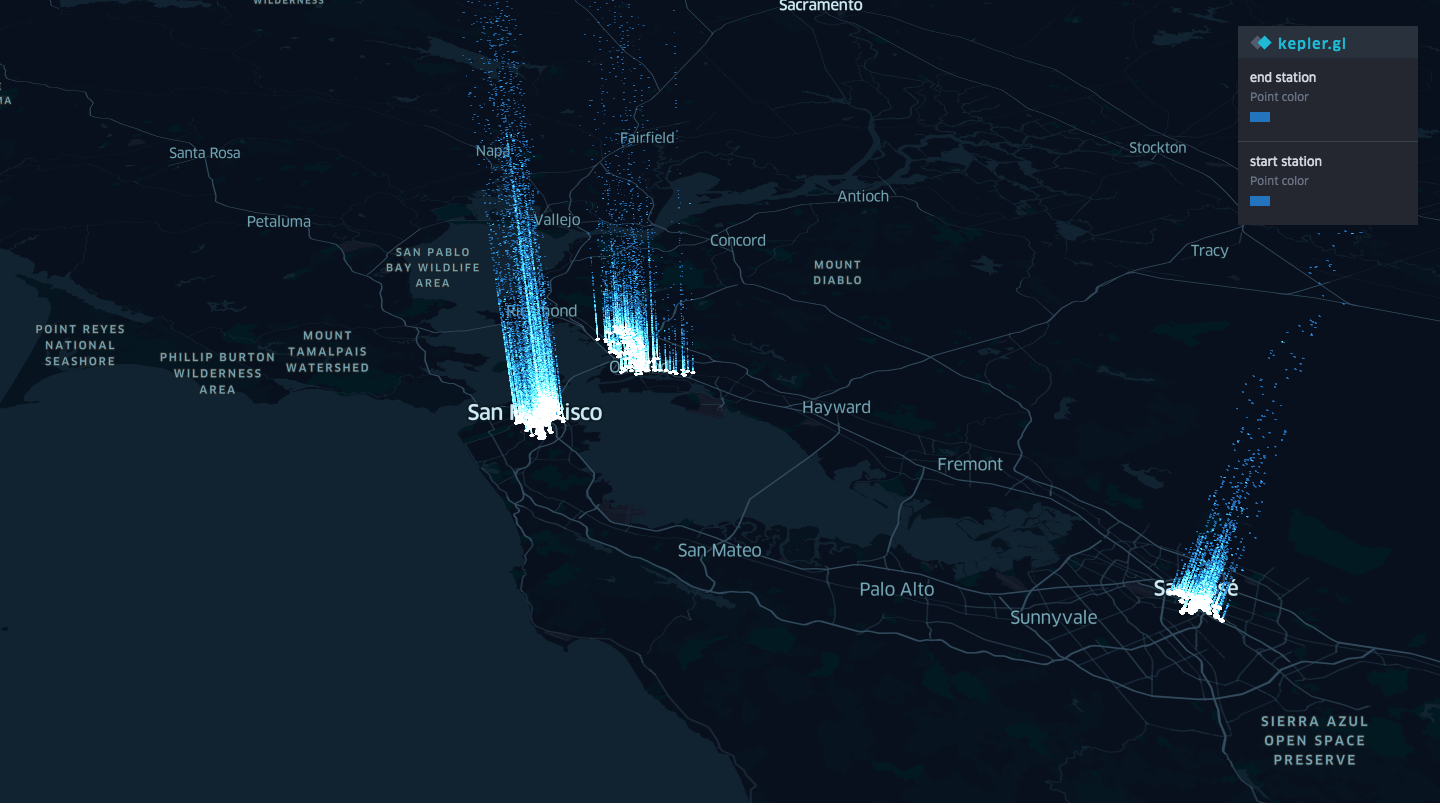 WILDERNESS
Sacramento
kepler.gl
end station
Point color
start station
Point color
Santa Rosa
Napa
Fairfield
Stockton
Petaluma
Vallejo
Antioch
Concord
Tracy
SAN PABLO
BAY WILDLIFE
AREA
MOUNT
DIABLO
POINT REYES
NATIONAL
SEASHORE
PHILLIP BURTON
WILDERNESS
AREA
MOUNT
TAMALPAIS
WATERSHED
Richmond
San Francisco
Hayward
Fremont
San Mateo
Palo Alto
Sunnyvale
San José
SIERRA AZUL
OPEN SPACE
PRESERVE